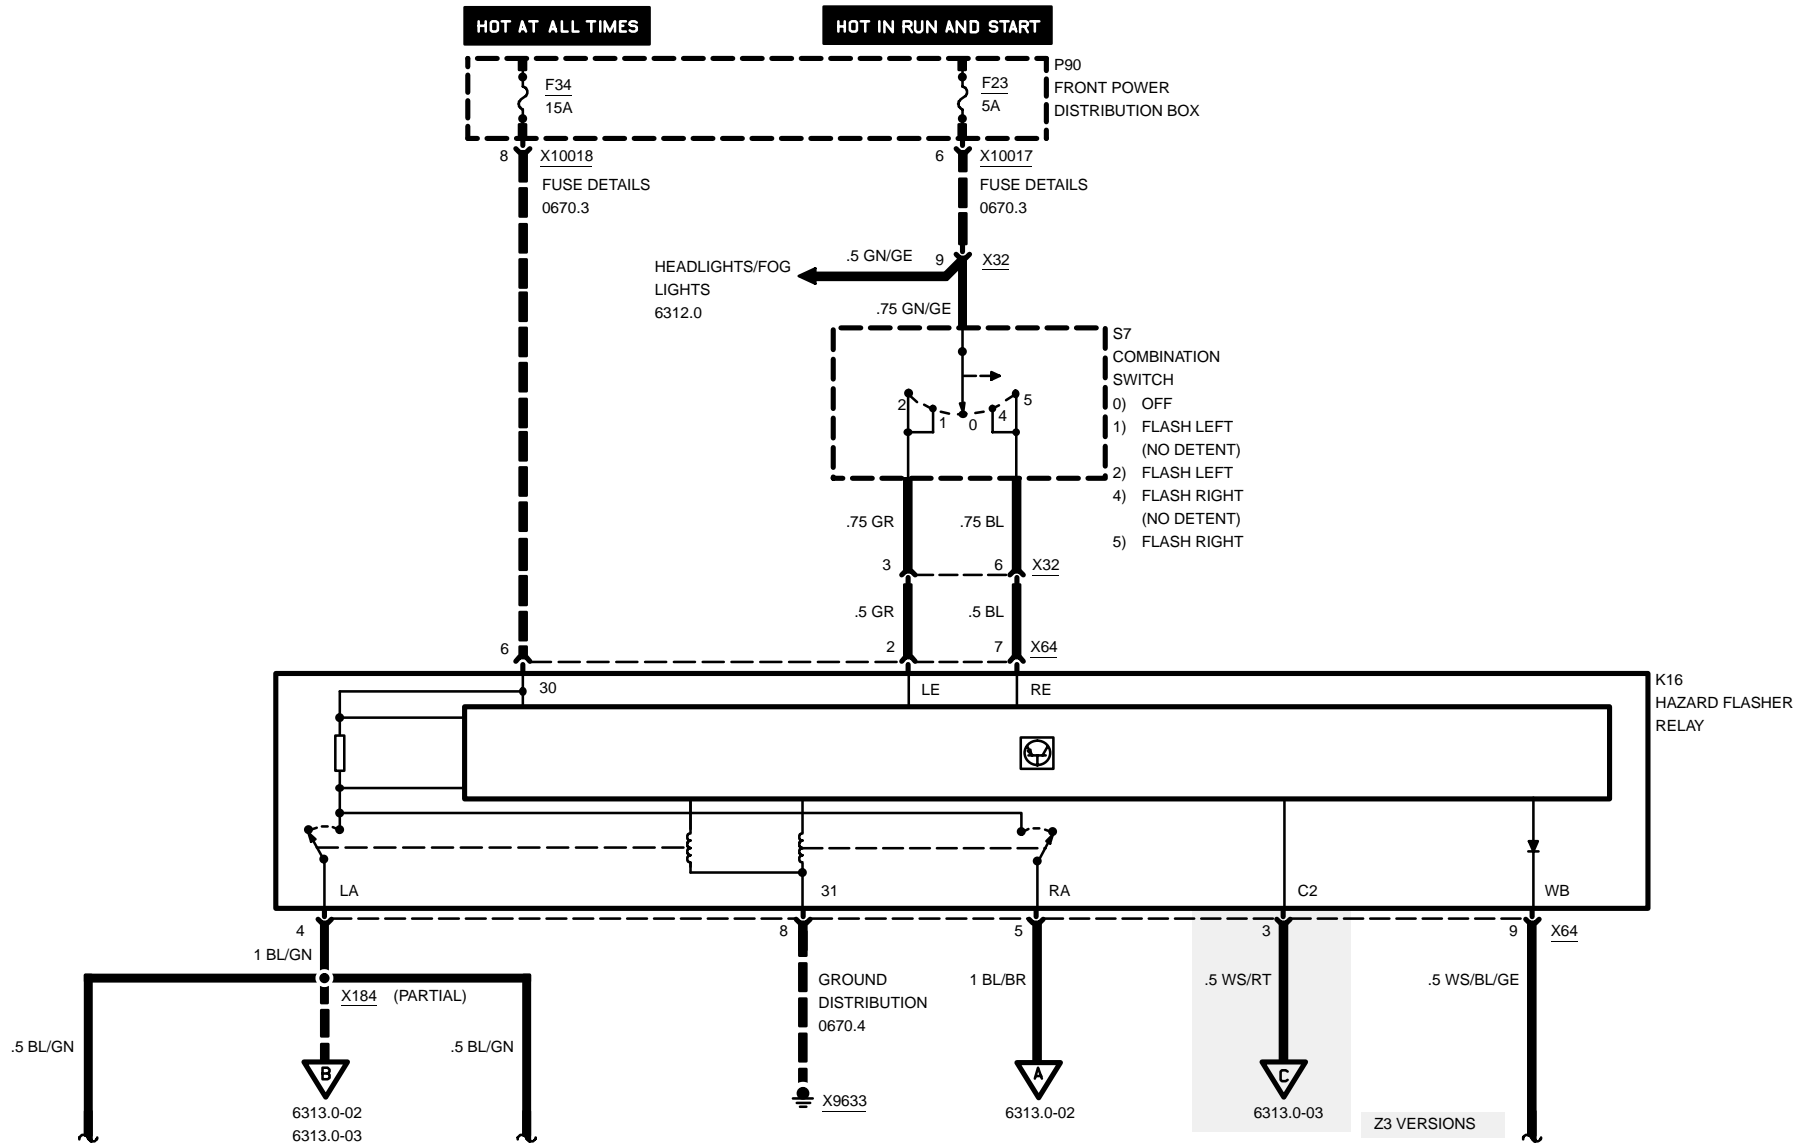 HOT AT ALL TIMES
HOT IN RUN AND START
P90
FRONT POWER
DISTRIBUTION BOX
F34
15A
F23
5A
8
X10018
6
X10017
FUSE DETAILS
0670.3
FUSE DETAILS
0670.3
HEADLIGHTS/FOG
LIGHTS
6312.0
.5 GN/GE
9
X32
.75 GN/GE
S7
COMBINATION
SWITCH
0) OFF
1) FLASH LEFT
(NO DETENT)
2) FLASH LEFT
4) FLASH RIGHT
(NO DETENT)
5) FLASH RIGHT
2
1
0
4
5
.75 GR
.75 BL
3
6
X32
.5 GR
.5 BL
6
2
7
X64
30
LE
RE
K16
HAZARD FLASHER
RELAY
LA
31
RA
C2
WB
4
8
5
3
9
X64
1 BL/GN
X184 (PARTIAL)
GROUND
DISTRIBUTION
0670.4
1 BL/BR
.5 WS/RT
.5 WS/BL/GE
.5 BL/GN
.5 BL/GN
B
A
C
6313.0-02
6313.0-03
X9633
6313.0-02
6313.0-03
Z3 VERSIONS